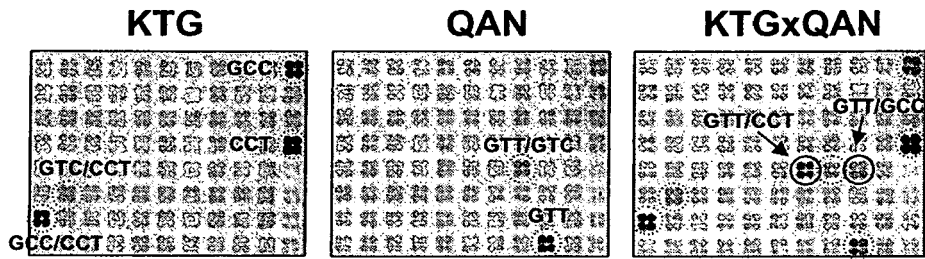 KTG
GCC
CCT
GTC/CCT
GCC/CCT
QAN
GTT/GTC
GTT
KTGxQAN
GTT/GCC
GTT/CCT